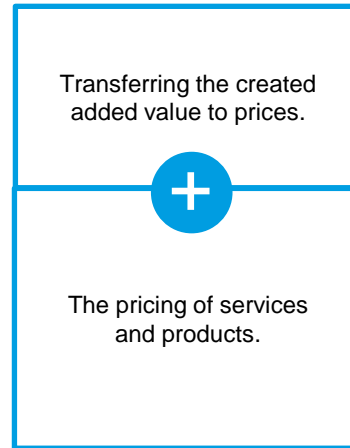 Transferring the created
added value to prices.
+
The pricing of services
and products.